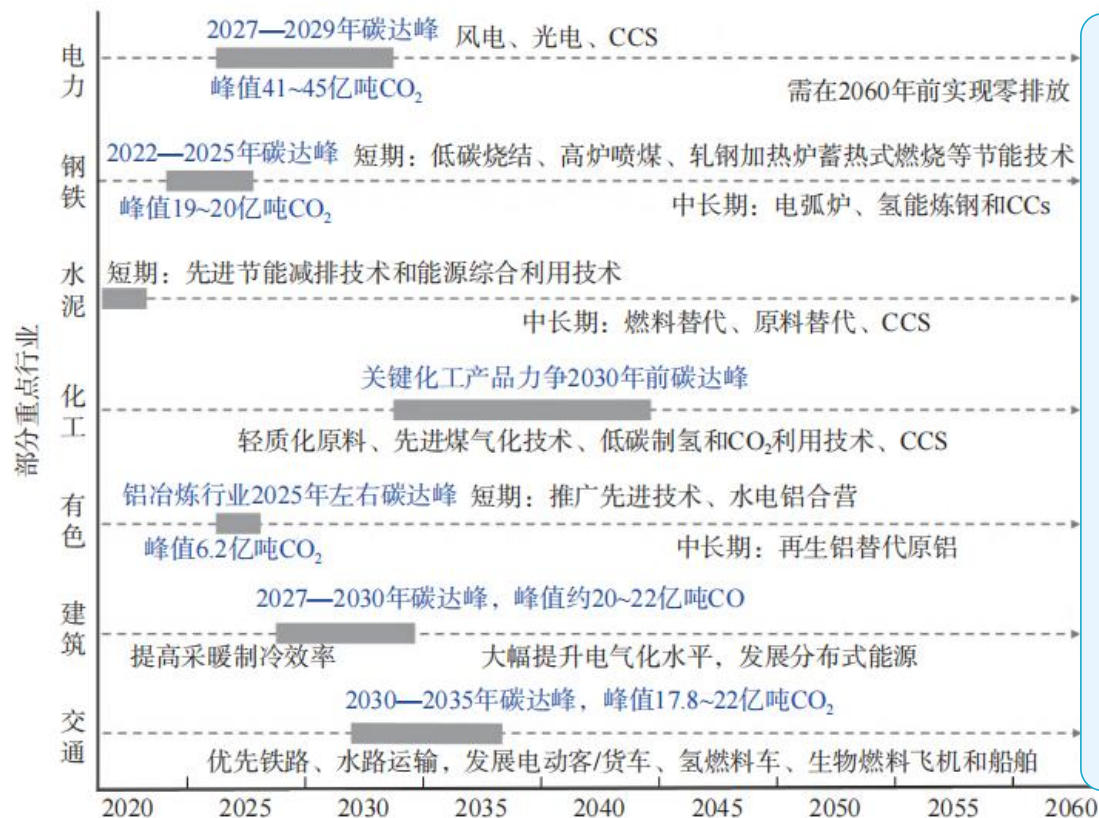 部分重点行业
电力
2027—2029年碳达峰 风电、光电、CCS
峰值41~45亿吨CO₂
需在2060年前实现零排放
钢铁
2022—2025年碳达峰 短期：低碳烧结、高炉喷煤、轧钢加热炉蓄热式燃烧等节能技术
峰值19~20亿吨CO₂
中长期：电弧炉、氢能炼钢和CCs
水泥
短期：先进节能减排技术和能源综合利用技术
中长期：燃料替代、原料替代、CCS
化工
关键化工产品力争2030年前碳达峰
轻质化原料、先进煤气化技术、低碳制氢和CO₂利用技术、CCS
有色
铝冶炼行业2025年左右碳达峰 短期：推广先进技术、水电铝合营
峰值6.2亿吨CO₂
中长期：再生铝替代原铝
建筑
2027—2030年碳达峰，峰值约20~22亿吨CO
提高采暖制冷效率 大幅提升电气化水平，发展分布式能源
交通
2030—2035年碳达峰，峰值17.8~22亿吨CO₂
优先铁路、水路运输，发展电动客/货车、氢燃料车、生物燃料飞机和船舶
2020 2025 2030 2035 2040 2045 2050 2055 2060